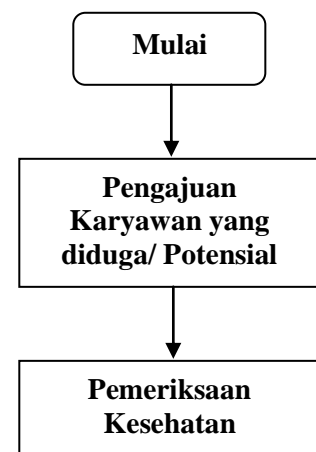 Mulai
Pengajuan
Karyawan yang
diduga/ Potensial
Pemeriksaan
Kesehatan